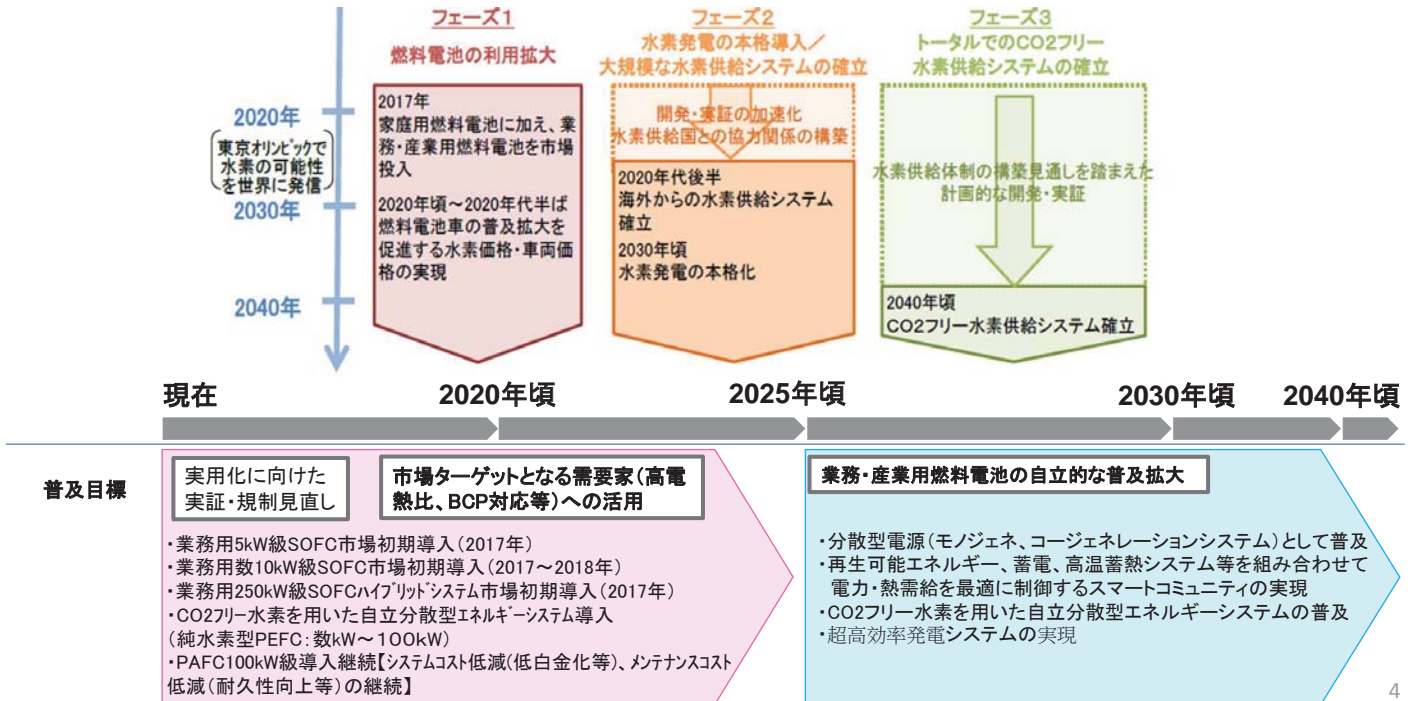 フェーズ1
燃料電池の利用拡大
フェーズ2
水素発電の本格導入/
大規模な水素供給システムの確立
フェーズ3
トータルでのCO2フリー
水素供給システムの確立
2020年
東京オリンピックで
水素の可能性
を世界に発信
2030年
2040年
2017年
家庭用燃料電池に加え、業
務・産業用燃料電池を市場
投入
2020年頃～2020年代半ば
燃料電池車の普及拡大を
促進する水素価格・車両価
格の実現
開発・実証の加速化
水素供給国との協力関係の構築
2020年代後半
海外からの水素供給システム
確立
2030年頃
水素発電の本格化
水素供給体制の構築見通しを踏まえた
計画的な開発・実証
2040年頃
CO2フリー水素供給システム確立
現在
2020年頃
2025年頃
2030年頃
2040年頃
普及目標
実用化に向けた
実証・規制見直し
市場ターゲットとなる需要家(高電
熱比、BCP対応等)への活用
・業務用5kW級SOFC市場初期導入(2017年)
・業務用数10kW級SOFC市場初期導入(2017～2018年)
・業務用250kW級SOFCハイブリッドシステム市場初期導入(2017年)
・CO2フリー水素を用いた自立分散型エネルギーシステム導入
(純水素型PEFC:数kW～100kW)
・PAFC100kW級導入継続【システムコスト低減(低白金化等)、メンテナンスコスト
低減(耐久性向上等)の継続】
業務・産業用燃料電池の自立的な普及拡大
・分散型電源(モノジェネ、コージェネレーションシステム)として普及
・再生可能エネルギー、蓄電、高温蓄熱システム等を組み合わせて
電力・熱需給を最適に制御するスマートコミュニティの実現
・CO2フリー水素を用いた自立分散型エネルギーシステムの普及
・超高効率発電システムの実現
4